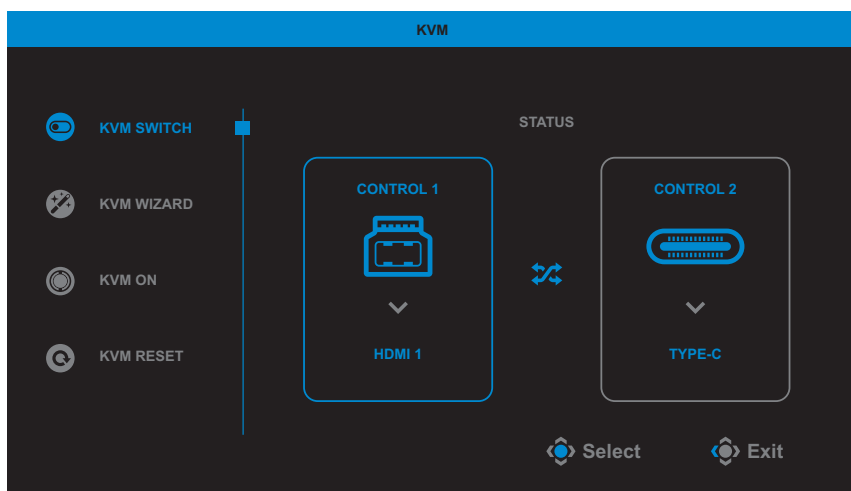 KVM
KVM SWITCH
KVM WIZARD
KVM ON
KVM RESET
STATUS
CONTROL 1
HDMI 1
CONTROL 2
TYPE-C
Select
Exit